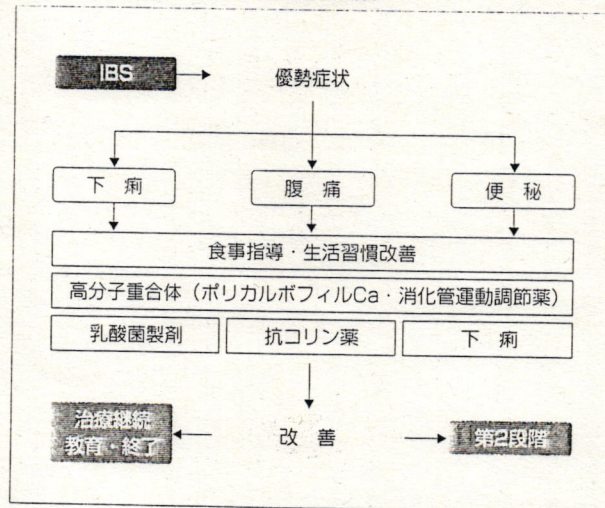 IBS
優勢症状
下痢
腹痛
便秘
食事指導・生活習慣改善
高分子重合体（ポリカルボフィルCa・消化管運動調節薬）
乳酸菌製剤
抗コリン薬
下痢
治療継続
教育・終了
改善
第2段階